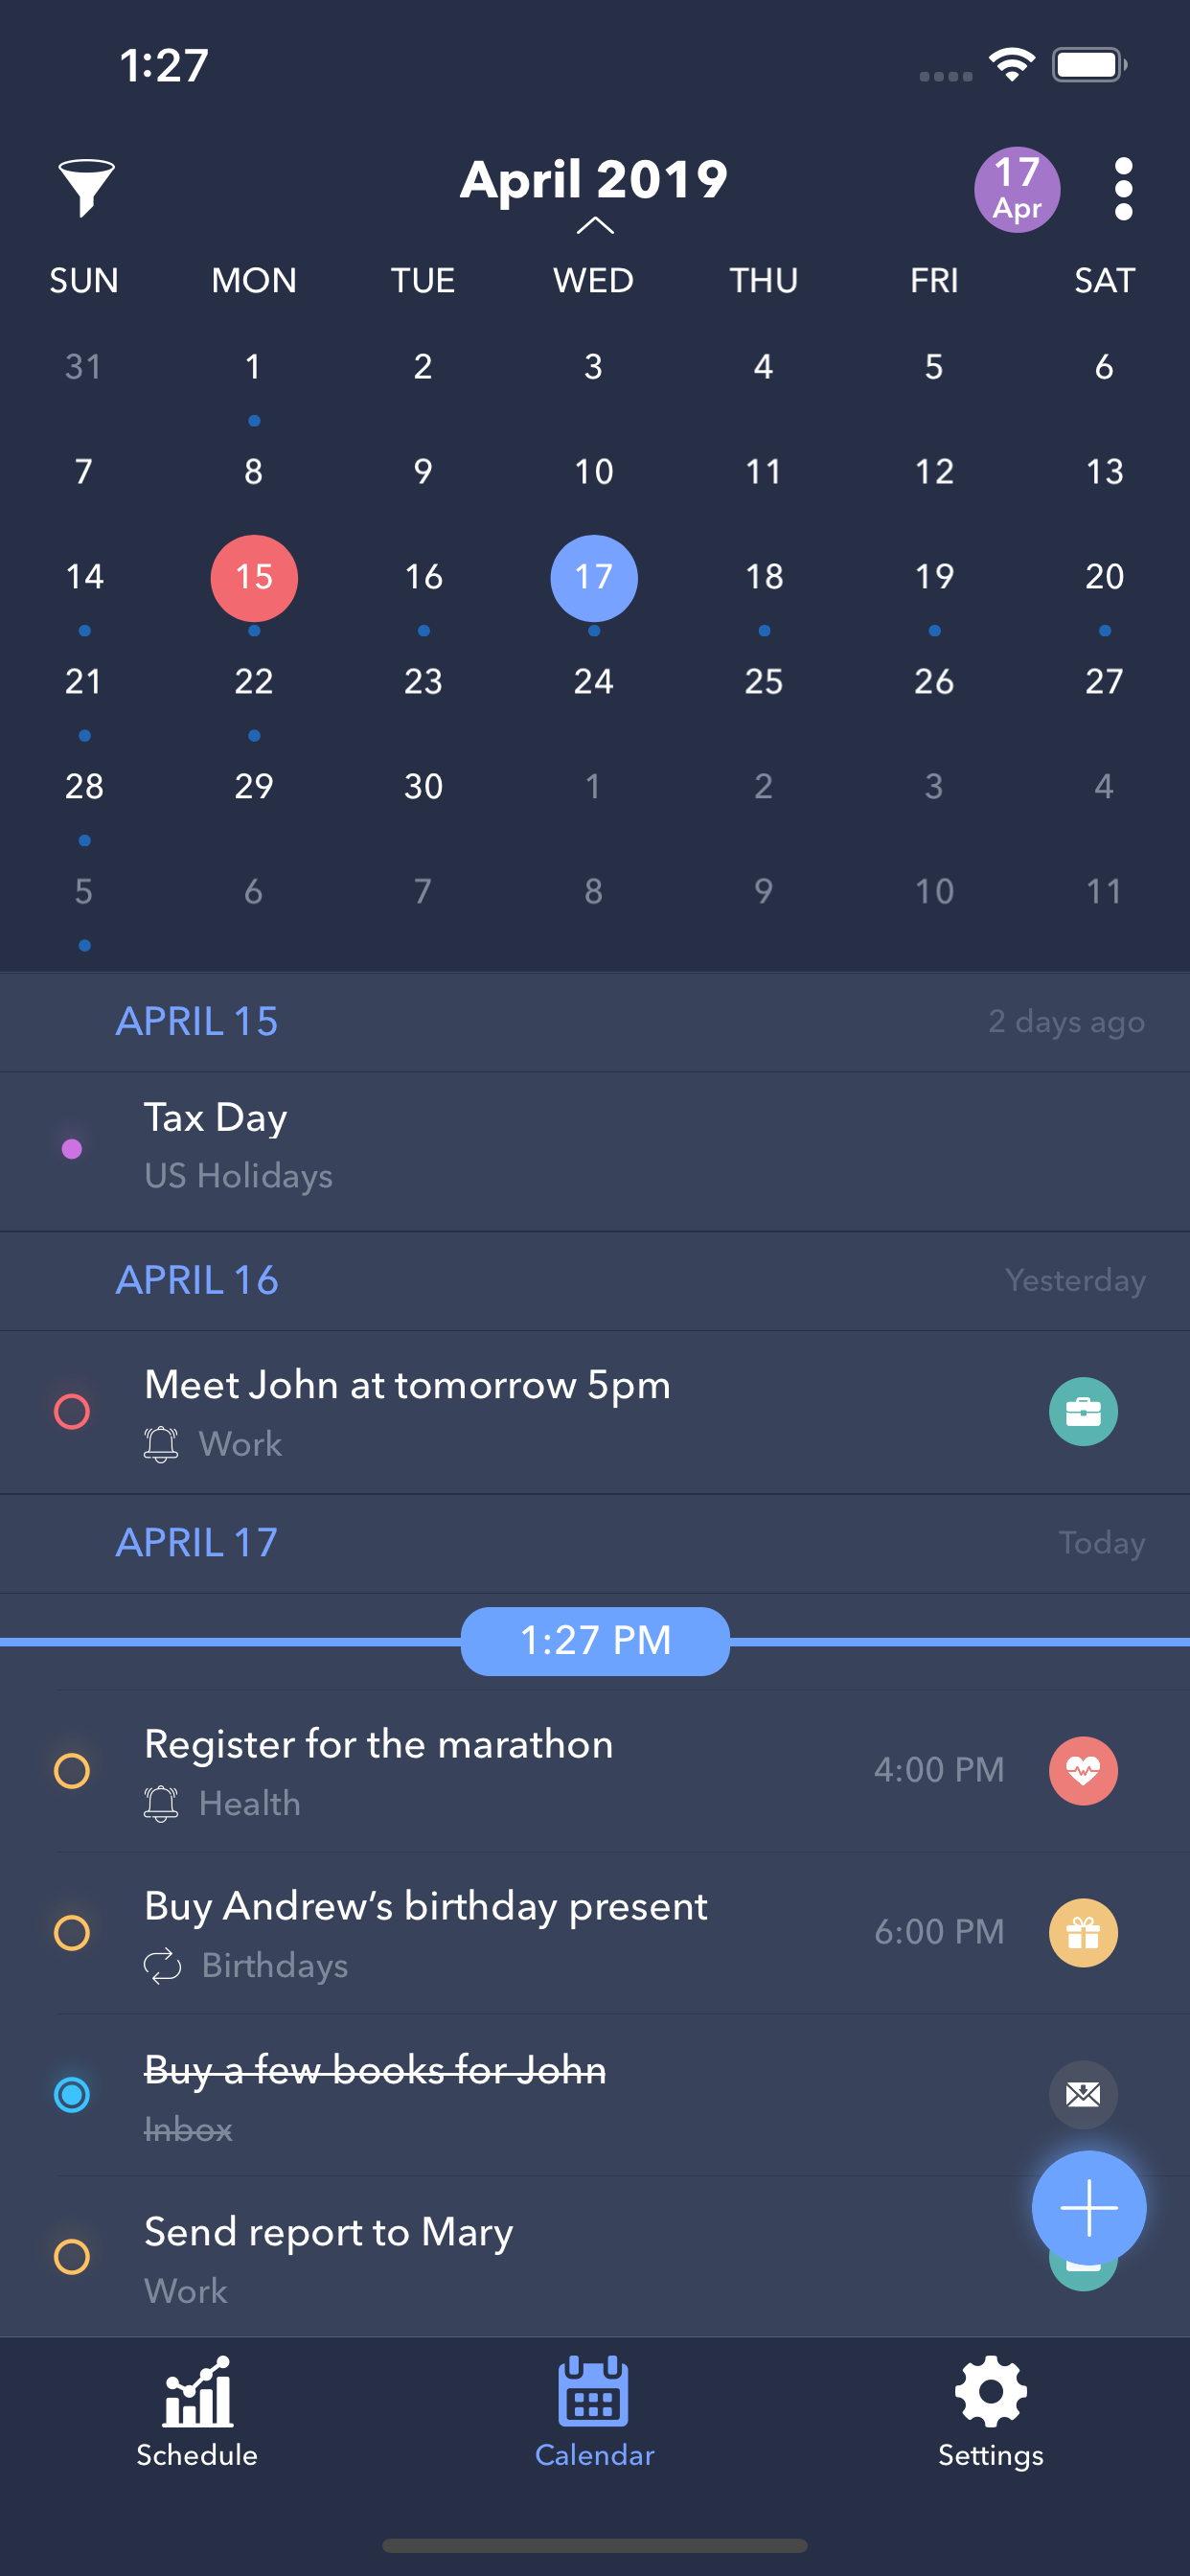 1:27
April 2019
17
Apr
SUN MON TUE WED THU FRI SAT
31 1 2 3 4 5 6
7 8 9 10 11 12 13
14 15 16 17 18 19 20
21 22 23 24 25 26 27
28 29 30 1 2 3 4
5 6 7 8 9 10 11
APRIL 15 2 days ago
Tax Day
US Holidays
APRIL 16 Yesterday
Meet John at tomorrow 5pm
Work
APRIL 17 Today
1:27 PM
Register for the marathon 4:00 PM
Health
Buy Andrew’s birthday present 6:00 PM
Birthdays
Buy a few books for John
Inbox
Send report to Mary
Work
Schedule Calendar Settings